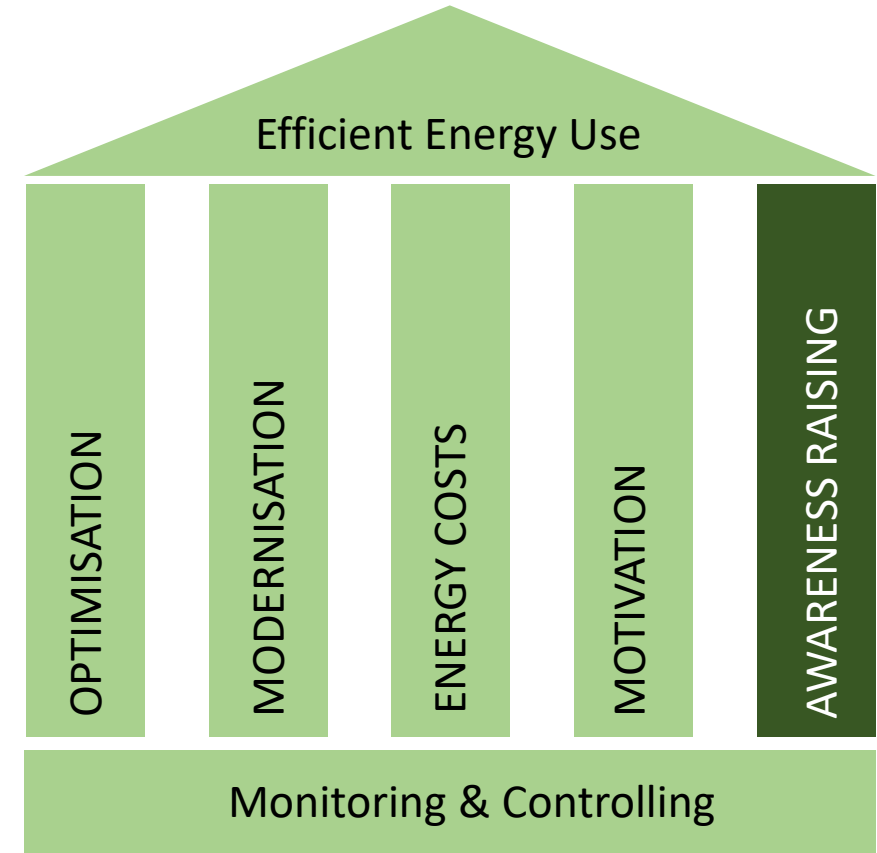 Efficient Energy Use
OPTIMISATION
MODERNISATION
ENERGY COSTS
MOTIVATION
AWARENESS RAISING
Monitoring & Controlling